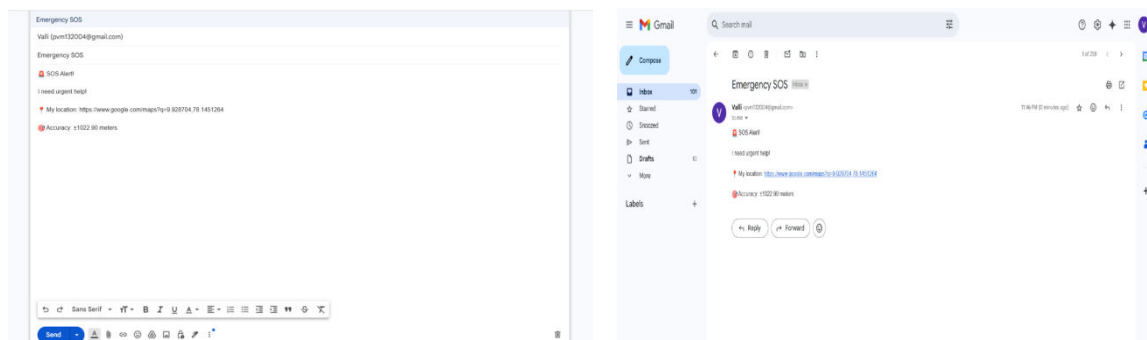 Emergency SOS
Valli (pvm132004@gmail.com)
Emergency SOS
🚨 SOS Alert!
I need urgent help!
📍 My location: https://www.google.com/maps?q=9.928704,78.1451264
🎯 Accuracy: ±1022.90 meters
Sans Serif
Send
Gmail
Search mail
Compose
Inbox 101
Starred
Snoozed
Sent
Drafts
More
Labels
Emergency SOS Inbox x
Valli <pvm132004@gmail.com>
to me
🚨 SOS Alert!
I need urgent help!
📍 My location: https://www.google.com/maps?q=9.928704,78.1451264
🎯 Accuracy: ±1022.90 meters
Reply
Forward